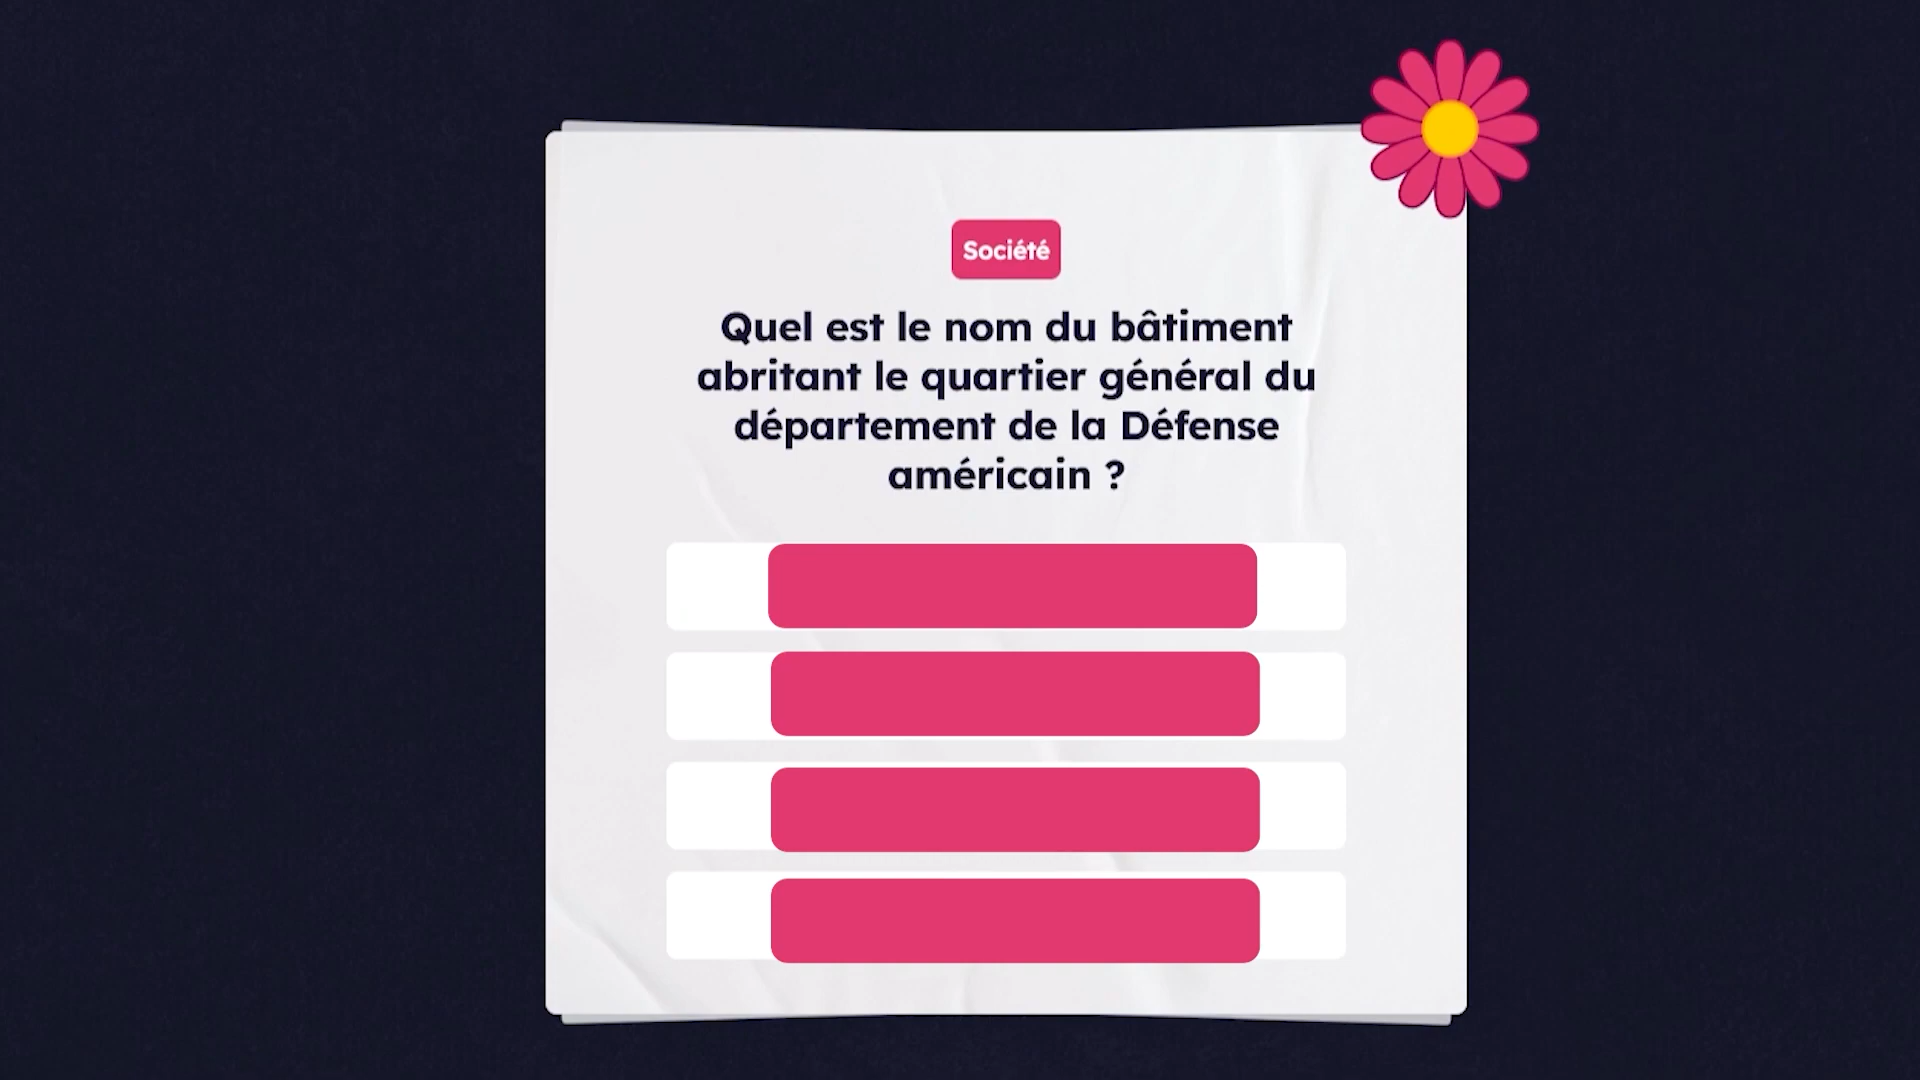 Société
Quel est le nom du bâtiment
abritant le quartier général du
département de la Défense
américain ?